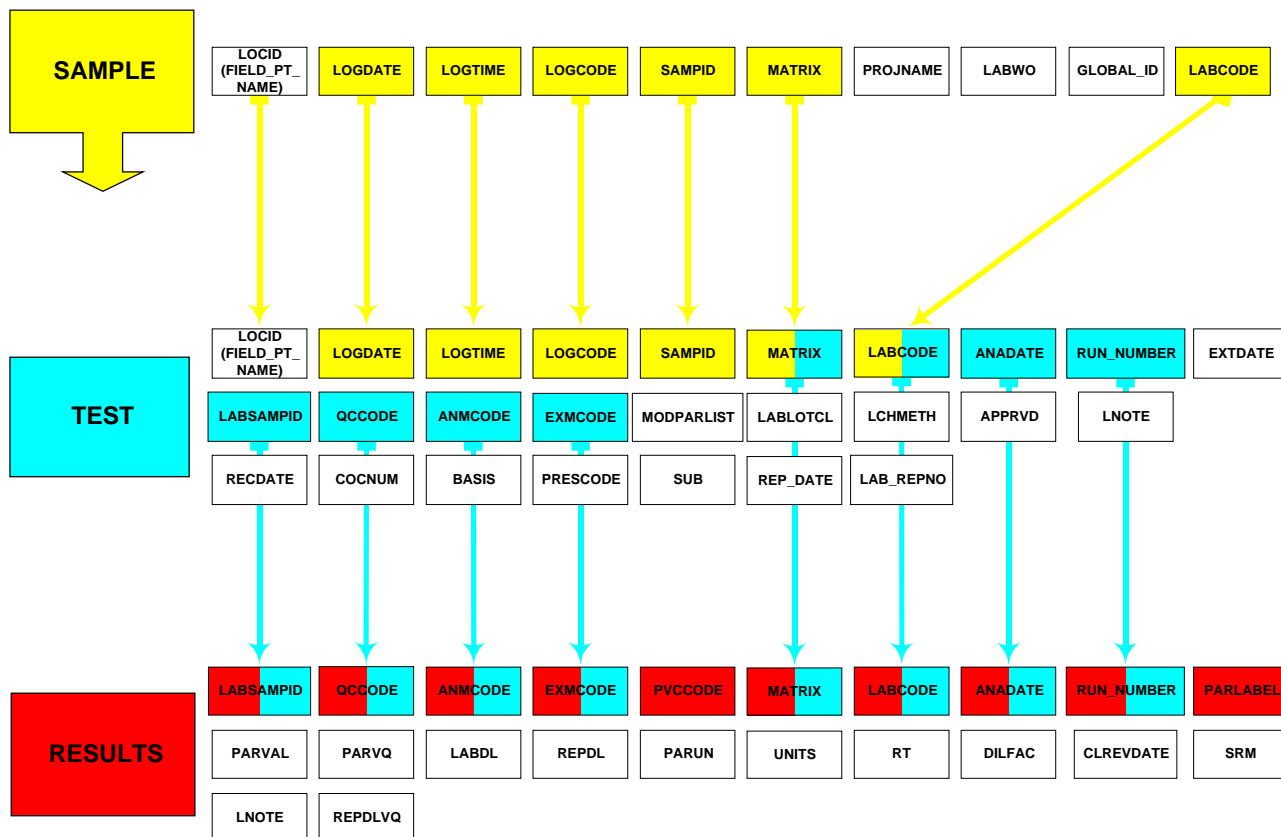 SAMPLE
LOCID
(FIELD_PT_
NAME)
LOGDATE
LOGTIME
LOGCODE
SAMPID
MATRIX
PROJNAME
LABWO
GLOBAL_ID
LABCODE
TEST
LOCID
(FIELD_PT_
NAME)
LOGDATE
LOGTIME
LOGCODE
SAMPID
MATRIX
LABCODE
ANADATE
RUN_NUMBER
EXTDATE
LABSAMPID
QCCODE
ANMCODE
EXMCODE
MODPARLIST
LABLOTCL
LCHMETH
APPRVD
LNOTE
RECDATE
COCNUM
BASIS
PRESCODE
SUB
REP_DATE
LAB_REPNO
RESULTS
LABSAMPID
QCCODE
ANMCODE
EXMCODE
PVCCODE
MATRIX
LABCODE
ANADATE
RUN_NUMBER
PARLABEL
PARVAL
PARVQ
LABDL
REPDL
PARUN
UNITS
RT
DILFAC
CLREVDATE
SRM
LNOTE
REPDLVQ